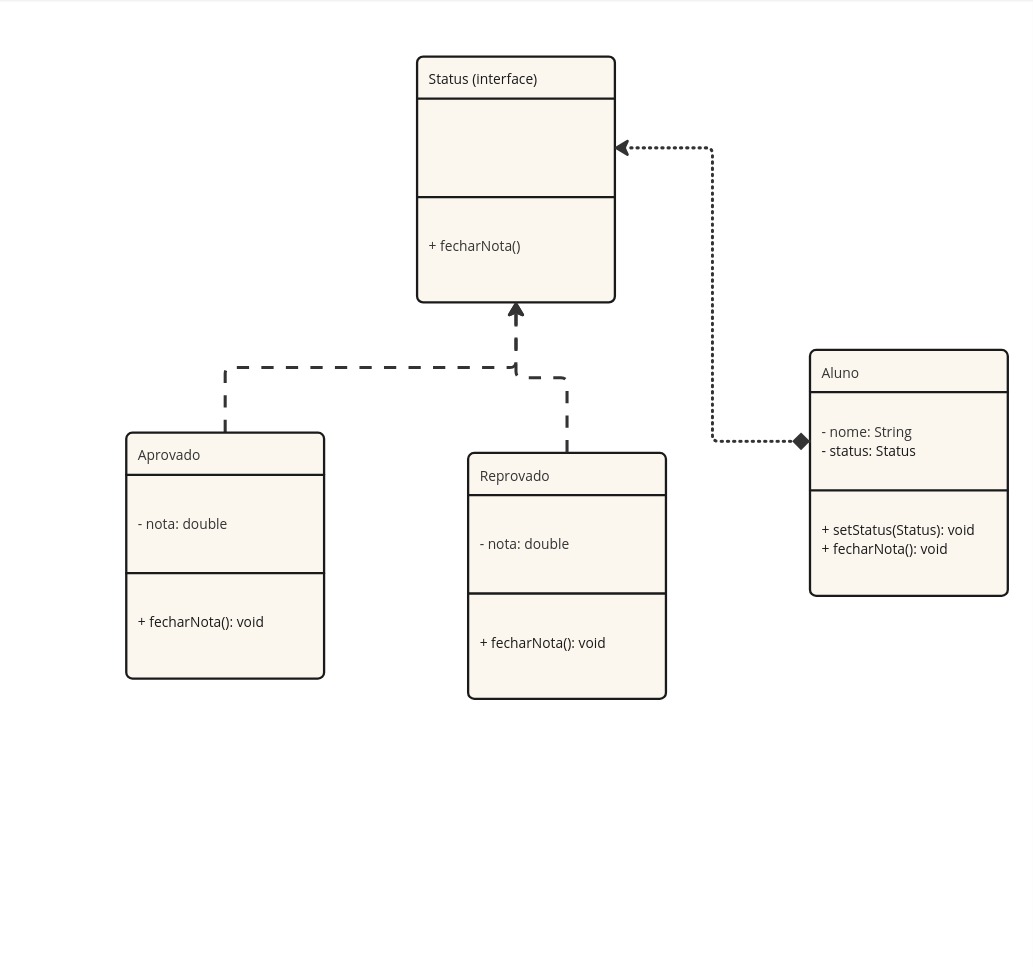 Status (interface)
+ fecharNota()
Aprovado
- nota: double
+ fecharNota(): void
Reprovado
- nota: double
+ fecharNota(): void
Aluno
- nome: String
- status: Status
+ setStatus(Status): void
+ fecharNota(): void